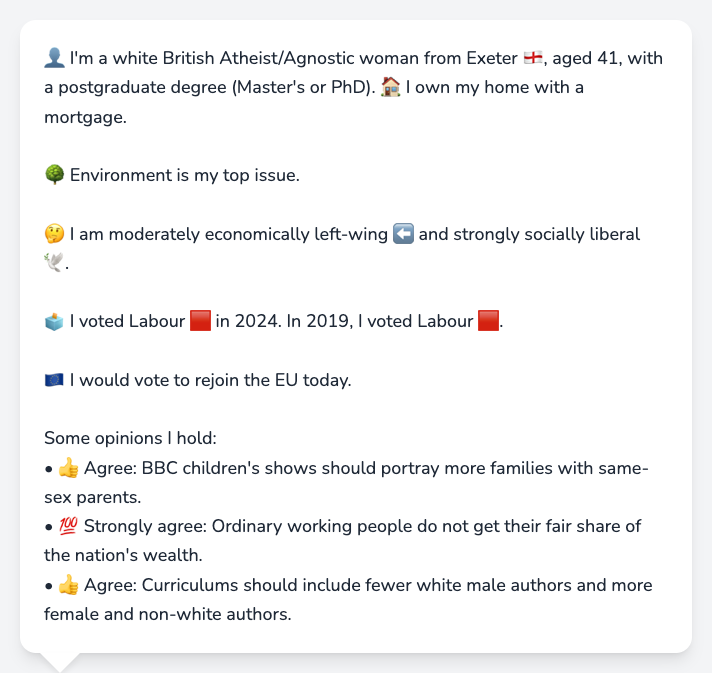 👤 I'm a white British Atheist/Agnostic woman from Exeter 🏴󠁧󠁢󠁥󠁮󠁧󠁿, aged 41, with
a postgraduate degree (Master's or PhD). 🏠 I own my home with a
mortgage.
🌳 Environment is my top issue.
🤔 I am moderately economically left-wing ⬅️ and strongly socially liberal
🕊️.
🗳️ I voted Labour 🟥 in 2024. In 2019, I voted Labour 🟥.
🇪🇺 I would vote to rejoin the EU today.
Some opinions I hold:
• 👍 Agree: BBC children's shows should portray more families with same-
sex parents.
• 💯 Strongly agree: Ordinary working people do not get their fair share of
the nation's wealth.
• 👍 Agree: Curriculums should include fewer white male authors and more
female and non-white authors.